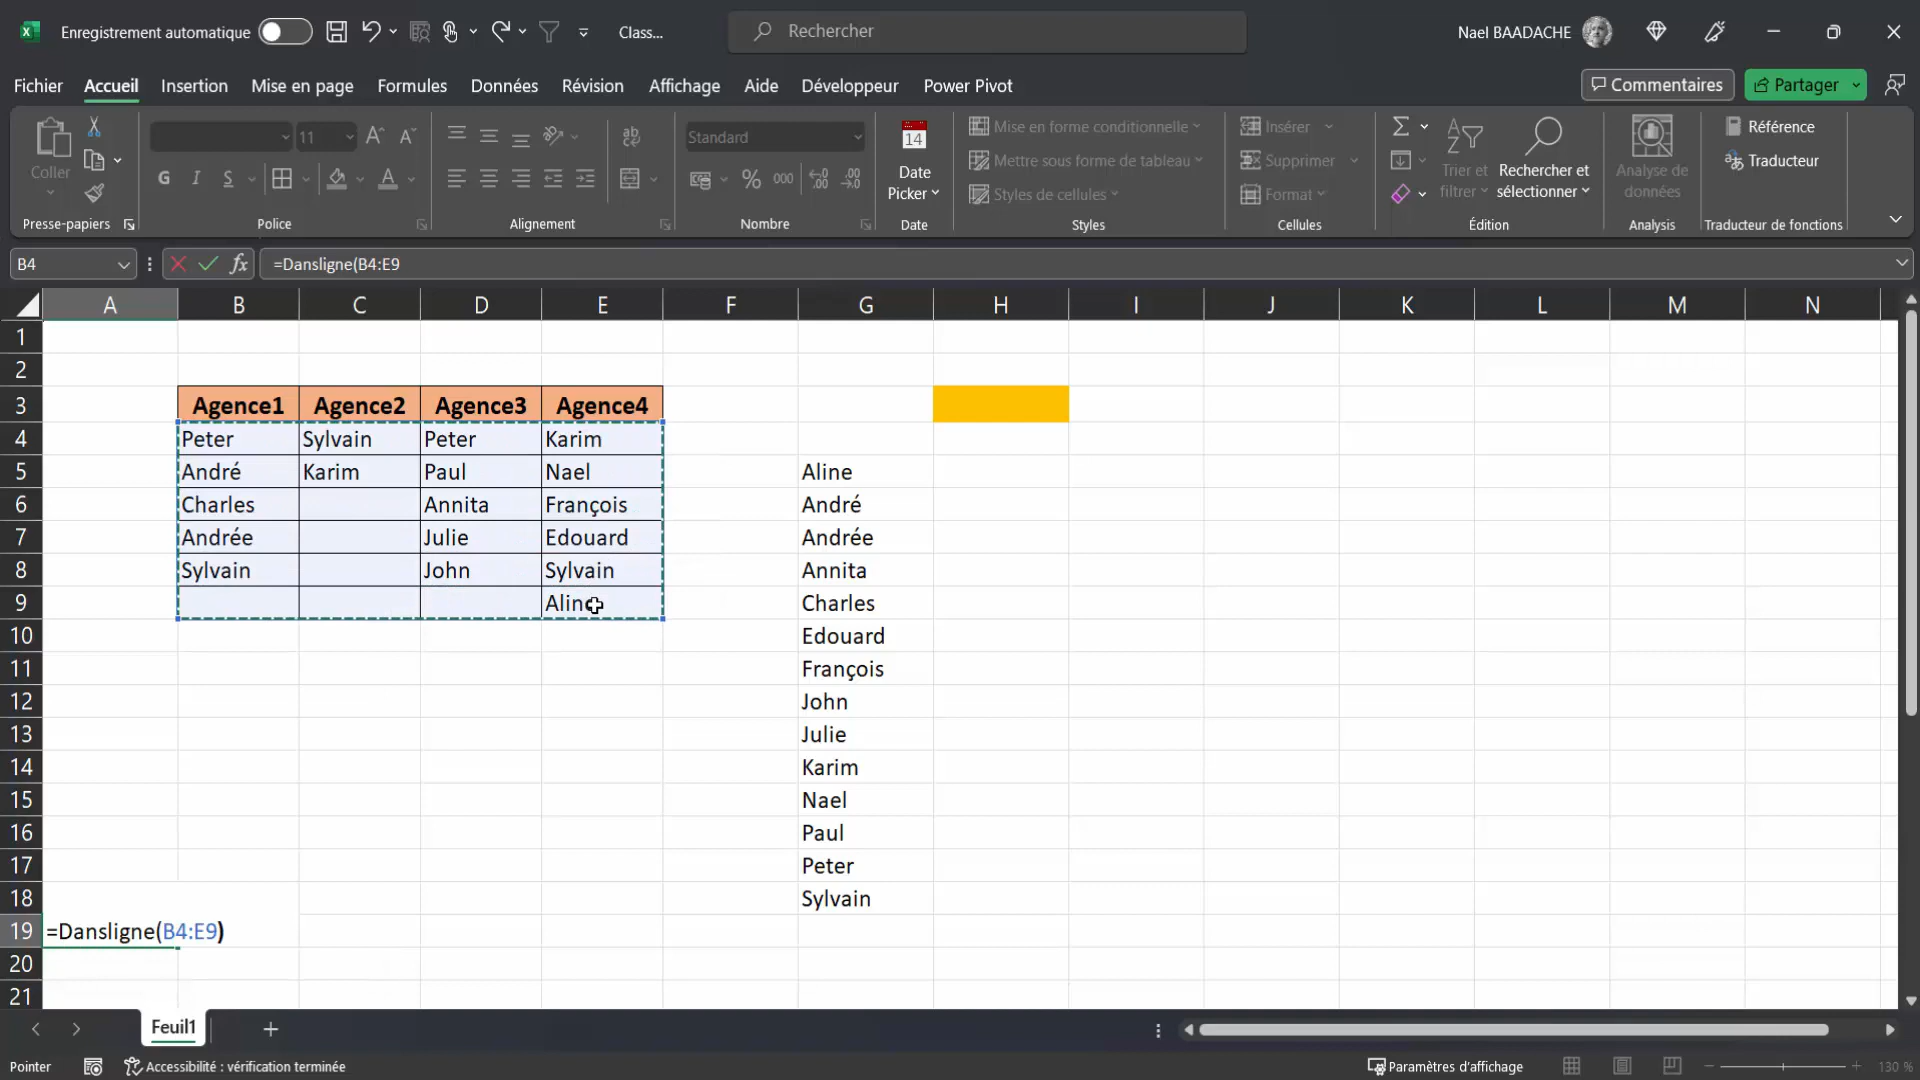 Enregistrement automatique
Class...
Rechercher
Nael BAADACHE
Fichier Accueil Insertion Mise en page Formules Données Révision Affichage Aide Développeur Power Pivot
Commentaires Partager
Coller
Presse-papiers
11
G I S
Police
Alignement
Standard
% 000
Nombre
14
Date
Picker
Date
Mise en forme conditionnelle
Mettre sous forme de tableau
Styles de cellules
Styles
Insérer
Supprimer
Format
Cellules
Trier et
filtrer
Rechercher et
sélectionner
Édition
Analyse de
données
Analysis
Référence
Traducteur
Traducteur de fonctions
B4 fx =Dansligne(B4:E9
A B C D E F G H I J K L M N
1
2
3 Agence1 Agence2 Agence3 Agence4
4 Peter Sylvain Peter Karim
5 André Karim Paul Nael Aline
6 Charles Annita François André
7 Andrée Julie Edouard Andrée
8 Sylvain John Sylvain Annita
9 Aline Charles
10 Edouard
11 François
12 John
13 Julie
14 Karim
15 Nael
16 Paul
17 Peter
18 Sylvain
19 =Dansligne(B4:E9)
20
21
Feuil1
Pointer Accessibilité : vérification terminée Paramètres d'affichage 130 %